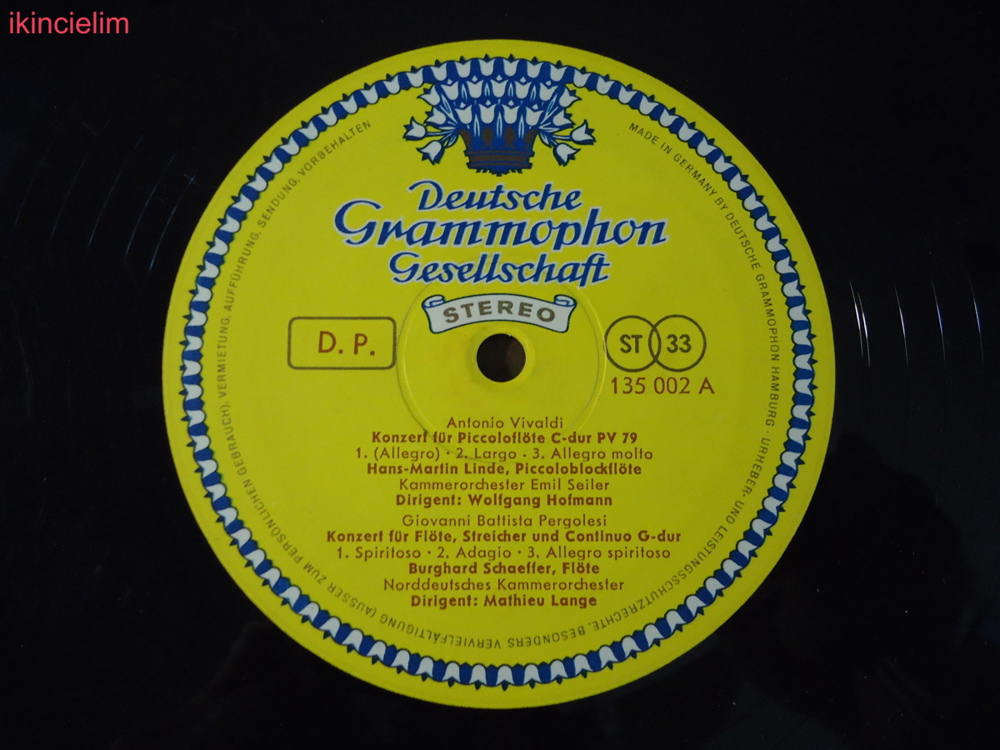 ikincielim
Deutsche
Grammophon
Gesellschaft
STEREO
D. P.
ST 33
135 002 A
Antonio Vivaldi
Konzert für Piccoloflöte C-dur PV 79
1. (Allegro) · 2. Largo · 3. Allegro molto
Hans-Martin Linde, Piccoloblockflöte
Kammerorchester Emil Seiler
Dirigent: Wolfgang Hofmann
Giovanni Battista Pergolesi
Konzert für Flöte, Streicher und Continuo G-dur
1. Spiritoso · 2. Adagio · 3. Allegro spiritoso
Burghard Schaeffer, Flöte
Norddeutsches Kammerorchester
Dirigent: Mathieu Lange
MADE IN GERMANY BY DEUTSCHE GRAMMOPHON HAMBURG · URHEBER- UND LEISTUNGSSCHUTZRECHTE, BESONDERS VERVIELFÄLTIGUNG (AUSSER ZUM PERSÖNLICHEN GEBRAUCH), VERMIETUNG, AUFFÜHRUNG, SENDUNG, VORBEHALTEN